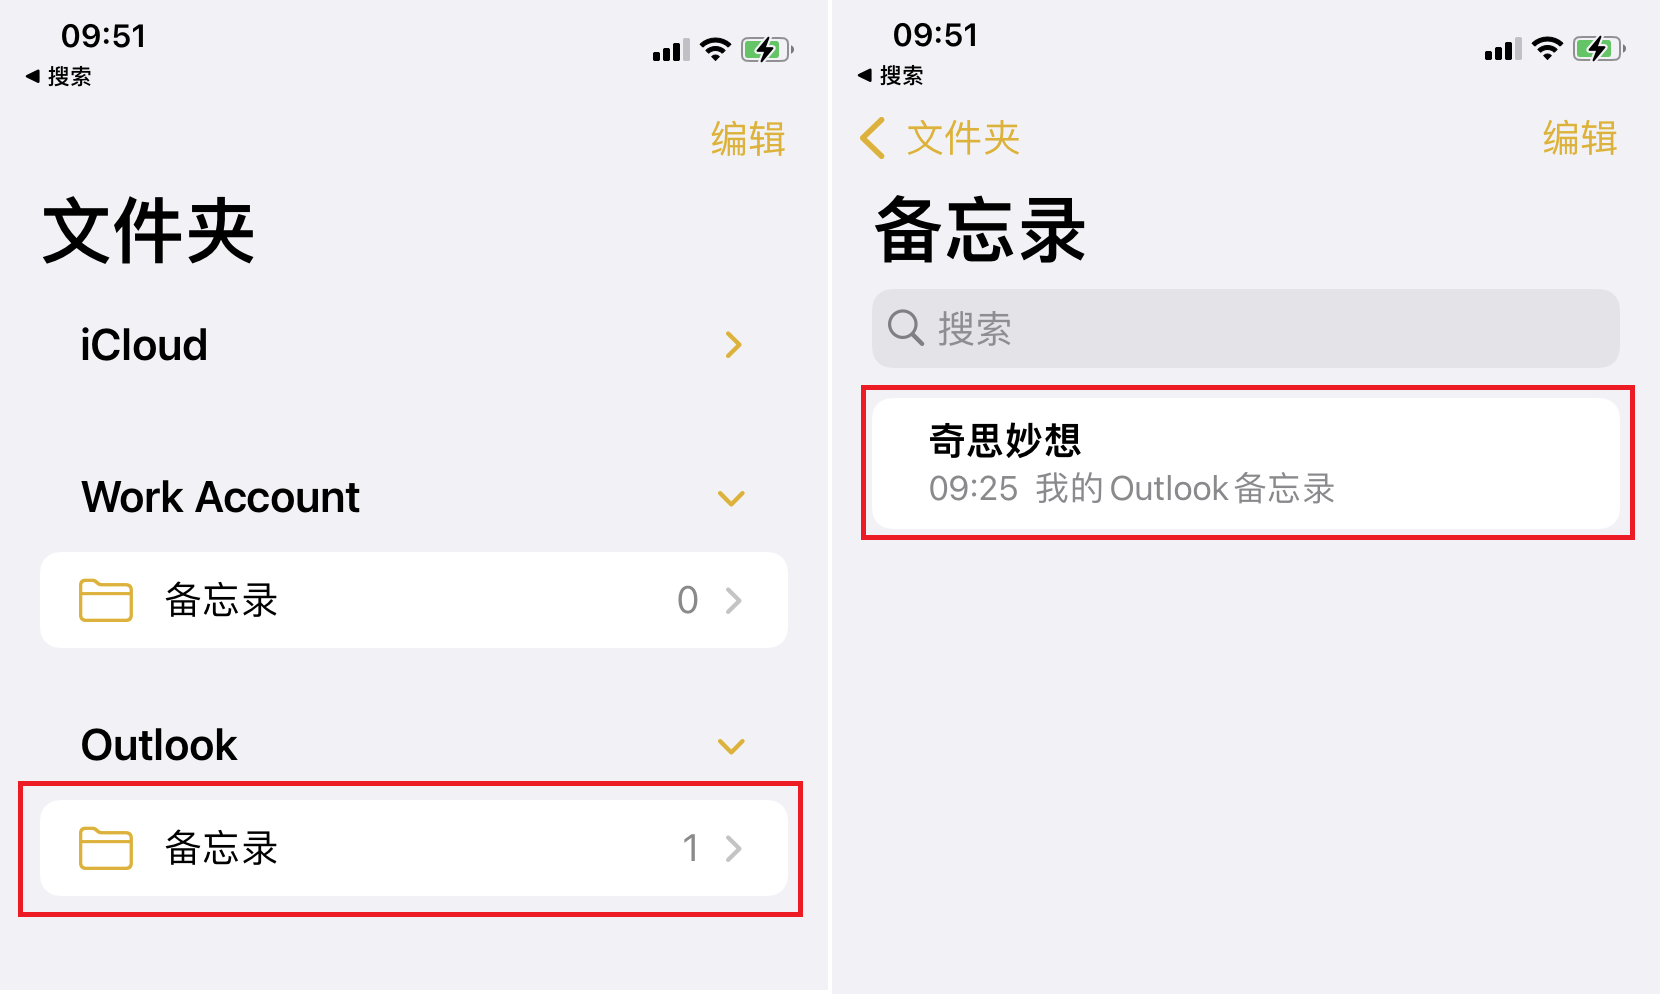 09:51
搜索
编辑
文件夹
iCloud
Work Account
备忘录 0
Outlook
备忘录 1
09:51
搜索
文件夹 编辑
备忘录
搜索
奇思妙想
09:25 我的Outlook备忘录